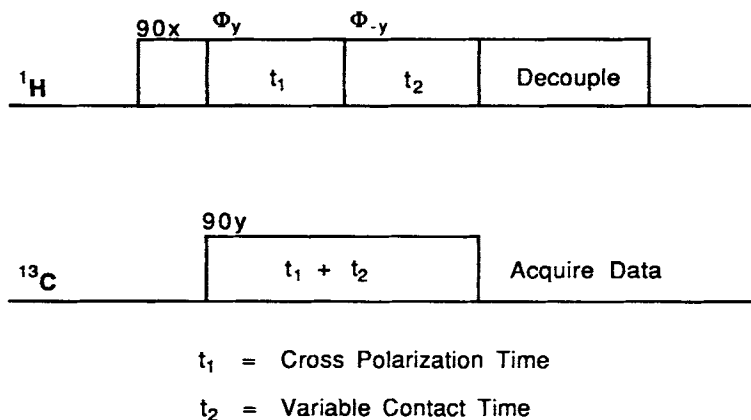 90x Φy Φ-y
¹H t₁ t₂ Decouple
90y
¹³C t₁ + t₂ Acquire Data
t₁ = Cross Polarization Time
t₂ = Variable Contact Time